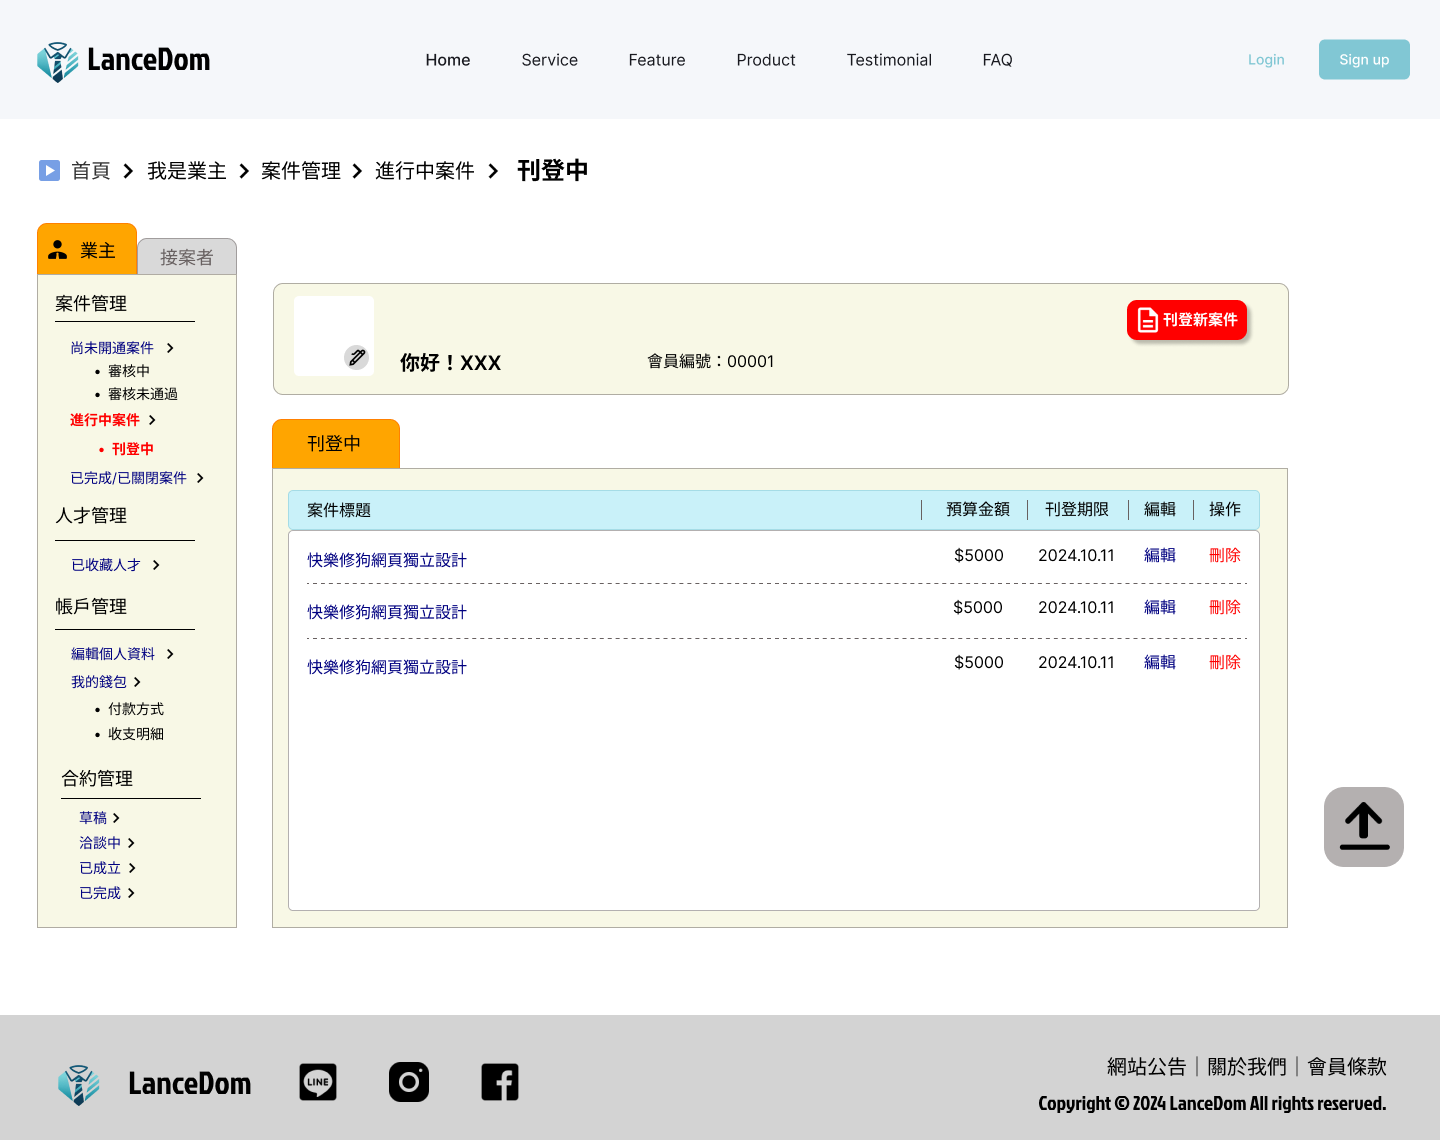 LanceDom
Home Service Feature Product Testimonial FAQ
Login Sign up
首頁 我是業主 案件管理 進行中案件 刊登中
業主 接案者
案件管理
尚未開通案件
• 審核中
• 審核未通過
進行中案件
• 刊登中
已完成/已關閉案件
人才管理
已收藏人才
帳戶管理
編輯個人資料
我的錢包
• 付款方式
• 收支明細
合約管理
草稿
洽談中
已成立
已完成
刊登新案件
你好！XXX 會員編號：00001
刊登中
案件標題 預算金額 刊登期限 編輯 操作
快樂修狗網頁獨立設計 $5000 2024.10.11 編輯 刪除
快樂修狗網頁獨立設計 $5000 2024.10.11 編輯 刪除
快樂修狗網頁獨立設計 $5000 2024.10.11 編輯 刪除
LanceDom
LINE
網站公告｜關於我們｜會員條款
Copyright © 2024 LanceDom All rights reserved.